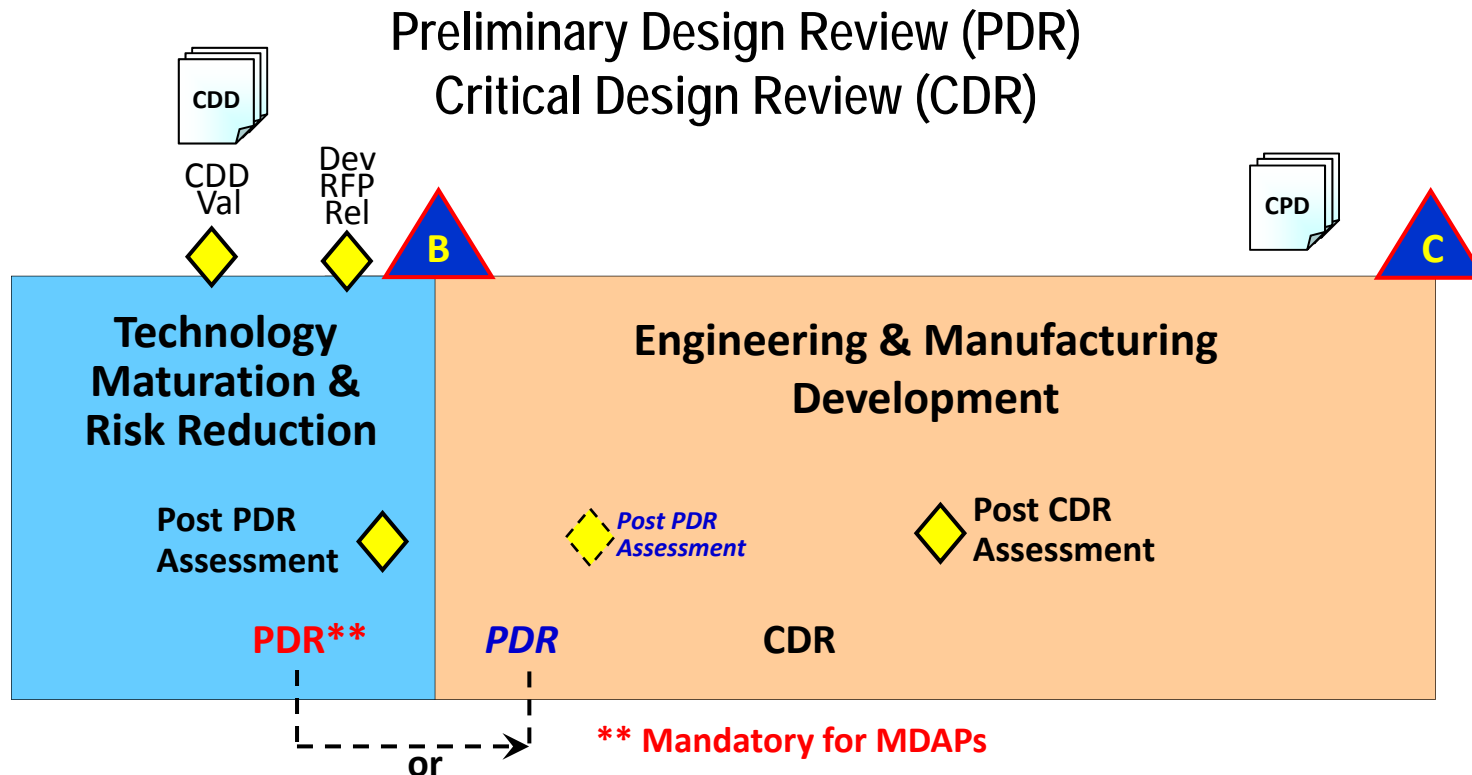 Preliminary Design Review (PDR)
Critical Design Review (CDR)
CDD
CDD
Val
Dev
RFP
Rel
B
CPD
C
Technology
Maturation &
Risk Reduction
Engineering & Manufacturing
Development
Post PDR
Assessment
Post PDR
Assessment
Post CDR
Assessment
PDR**
PDR
CDR
or
** Mandatory for MDAPs